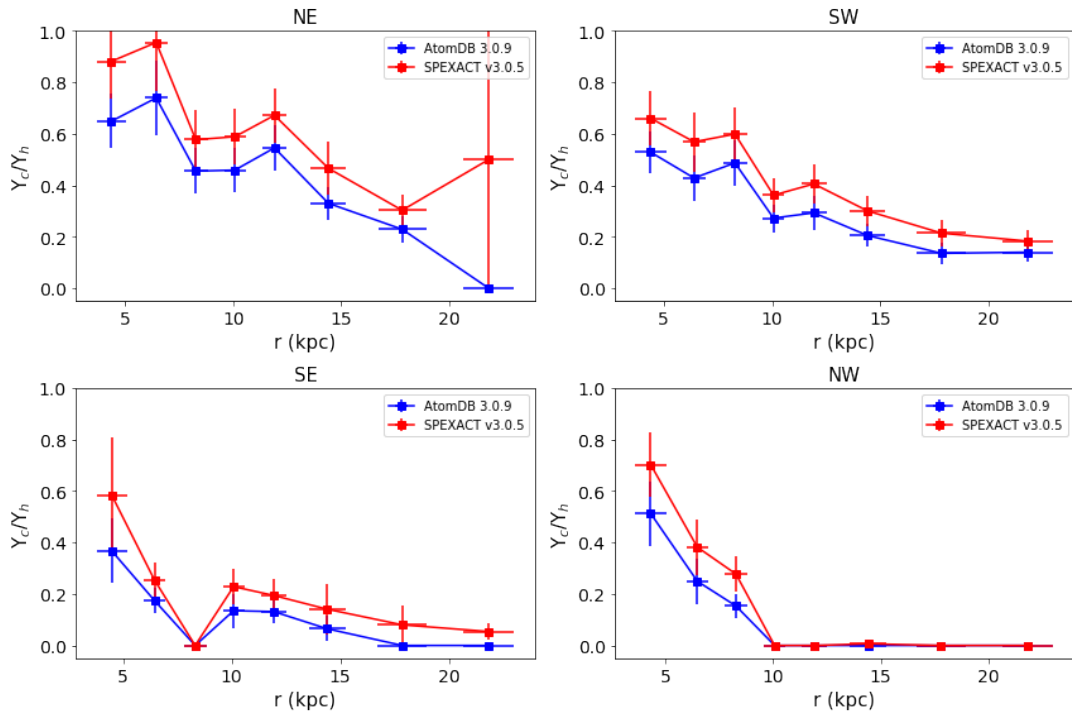 NE
1.0
0.8
0.6
0.4
0.2
0.0
Y_c/Y_h
AtomDB 3.0.9
SPEXACT v3.0.5
5 10 15 20
r (kpc)
SW
1.0
0.8
0.6
0.4
0.2
0.0
Y_c/Y_h
AtomDB 3.0.9
SPEXACT v3.0.5
5 10 15 20
r (kpc)
SE
1.0
0.8
0.6
0.4
0.2
0.0
Y_c/Y_h
AtomDB 3.0.9
SPEXACT v3.0.5
5 10 15 20
r (kpc)
NW
1.0
0.8
0.6
0.4
0.2
0.0
Y_c/Y_h
AtomDB 3.0.9
SPEXACT v3.0.5
5 10 15 20
r (kpc)